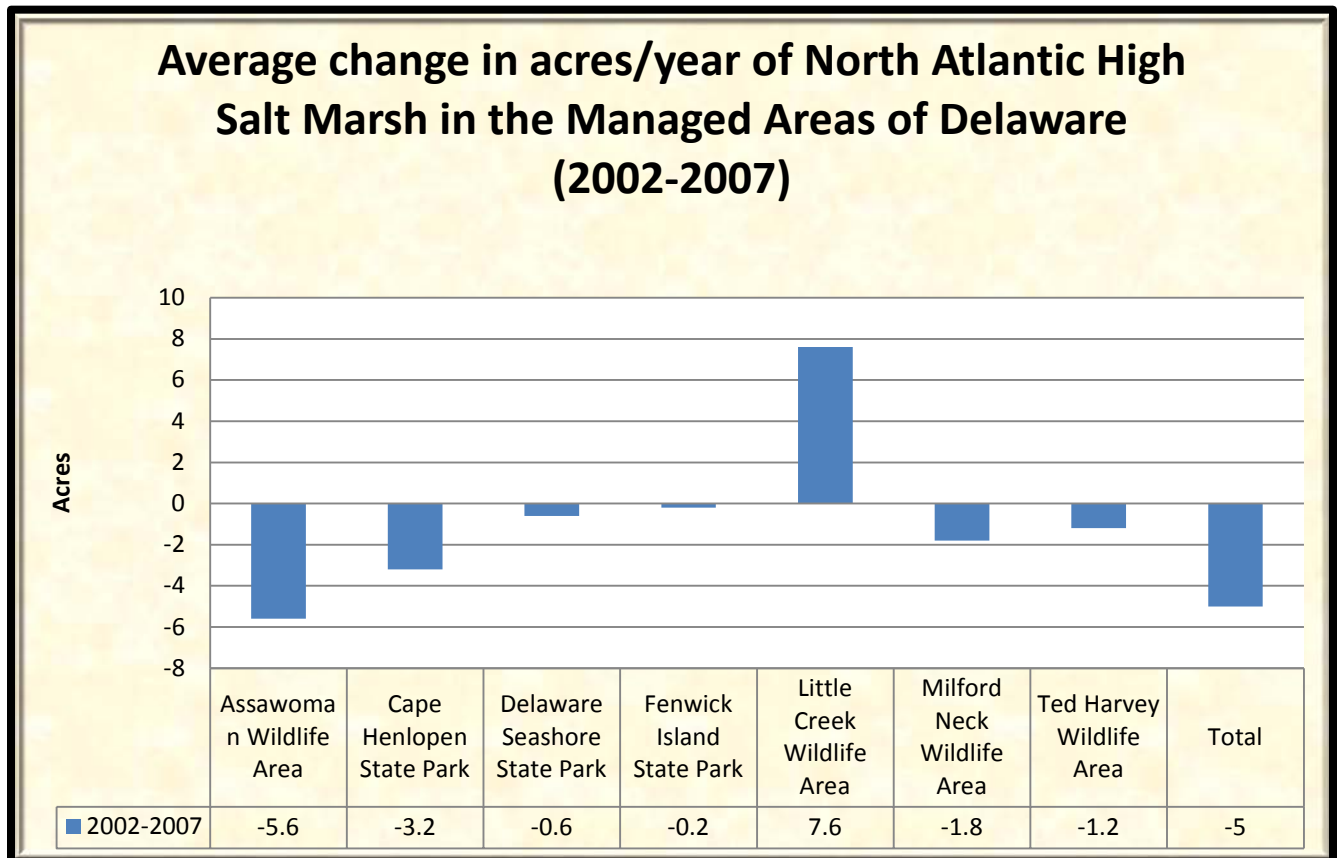 Average change in acres/year of North Atlantic High
Salt Marsh in the Managed Areas of Delaware
(2002-2007)
10
8
6
4
2
0
-2
-4
-6
-8
Acres
Assawoma
n Wildlife
Area
Cape
Henlopen
State Park
Delaware
Seashore
State Park
Fenwick
Island
State Park
Little
Creek
Wildlife
Area
Milford
Neck
Wildlife
Area
Ted Harvey
Wildlife
Area
Total
2002-2007 -5.6 -3.2 -0.6 -0.2 7.6 -1.8 -1.2 -5